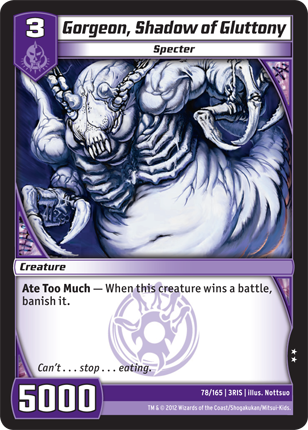 3
Gorgeon, Shadow of Gluttony
Specter
Creature
Ate Too Much — When this creature wins a battle,
banish it.
Can't . . . stop . . . eating.
5000
78/165 | 3RIS | illus. Nottsuo
TM & © 2012 Wizards of the Coast/Shogakukan/Mitsui-Kids.